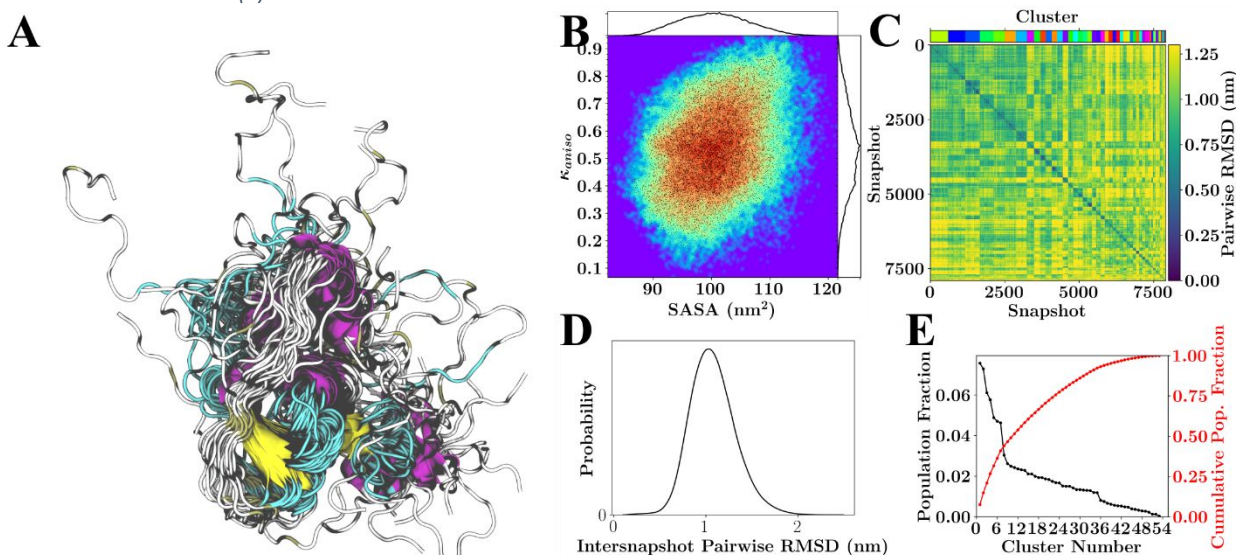 (s)
A
B
0.9
0.8
0.7
0.6
0.5
0.4
0.3
0.2
0.1
κaniso
90 100 110 120
SASA (nm²)
C
Cluster
0
2500
5000
7500
Snapshot
0 2500 5000 7500
Snapshot
1.25
1.00
0.75
0.50
0.25
0.00
Pairwise RMSD (nm)
D
Probability
0
0 1 2
Intersnapshot Pairwise RMSD (nm)
E
Population Fraction
0.06
0.04
0.02
0.00
0 6 12 18 24 30 36 42 48 54
Cluster Number
1.00
0.75
0.50
0.25
0.00
Cumulative Pop. Fraction